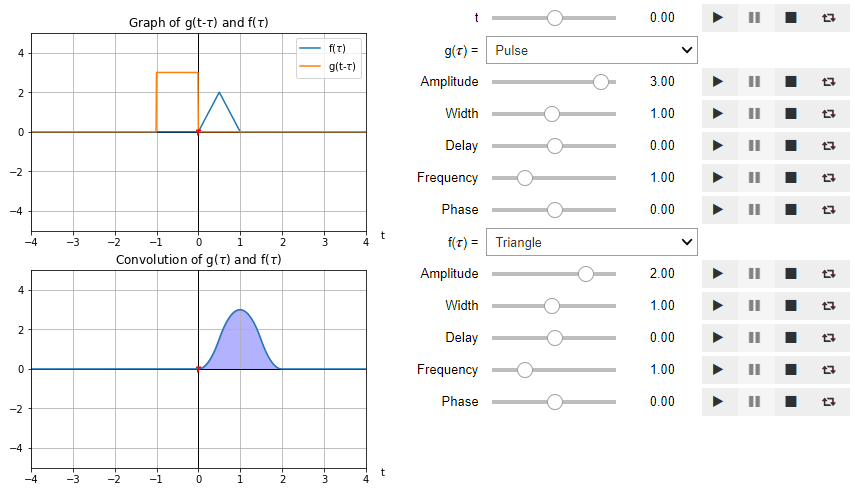 Graph of g(t-τ) and f(τ)
f(τ)
g(t-τ)
4
2
0
−2
−4
−4 −3 −2 −1 0 1 2 3 4
t
Convolution of g(τ) and f(τ)
4
2
0
−2
−4
−4 −3 −2 −1 0 1 2 3 4
t
t 0.00
g(τ) = Pulse
Amplitude 3.00
Width 1.00
Delay 0.00
Frequency 1.00
Phase 0.00
f(τ) = Triangle
Amplitude 2.00
Width 1.00
Delay 0.00
Frequency 1.00
Phase 0.00